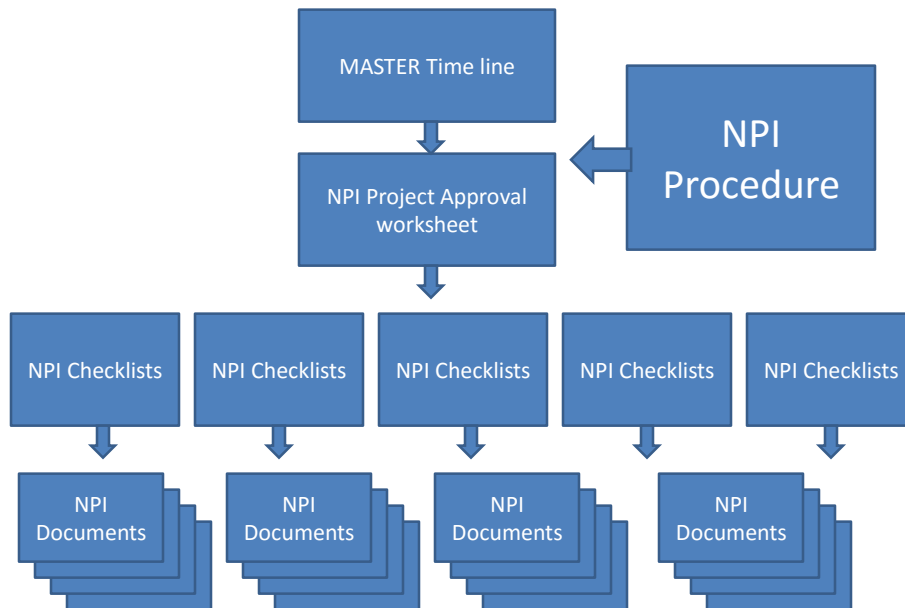 MASTER Time line
NPI
Procedure
NPI Project Approval
worksheet
NPI Checklists
NPI Checklists
NPI Checklists
NPI Checklists
NPI Checklists
NPI
Documents
NPI
Documents
NPI
Documents
NPI
Documents